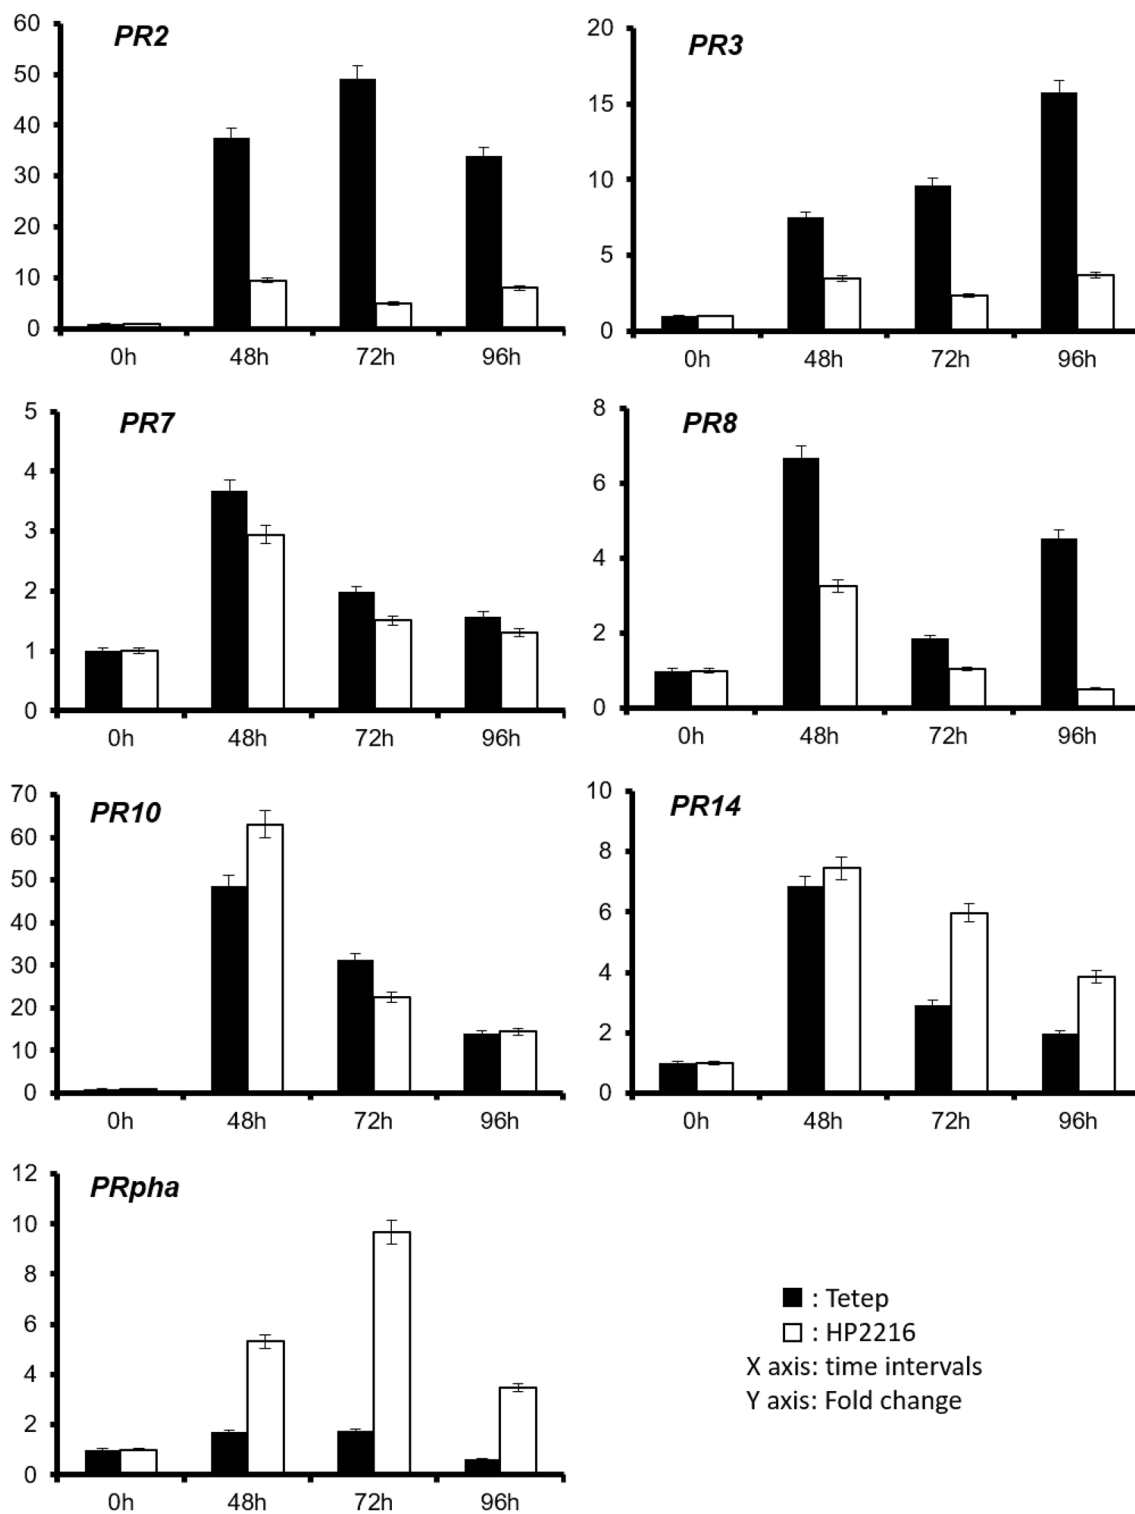 PR2
60
50
40
30
20
10
0
0h 48h 72h 96h
PR3
20
15
10
5
0
0h 48h 72h 96h
PR7
5
4
3
2
1
0
0h 48h 72h 96h
PR8
8
6
4
2
0
0h 48h 72h 96h
PR10
70
60
50
40
30
20
10
0
0h 48h 72h 96h
PR14
10
8
6
4
2
0
0h 48h 72h 96h
PRpha
12
10
8
6
4
2
0
0h 48h 72h 96h
: Tetep
: HP2216
X axis: time intervals
Y axis: Fold change